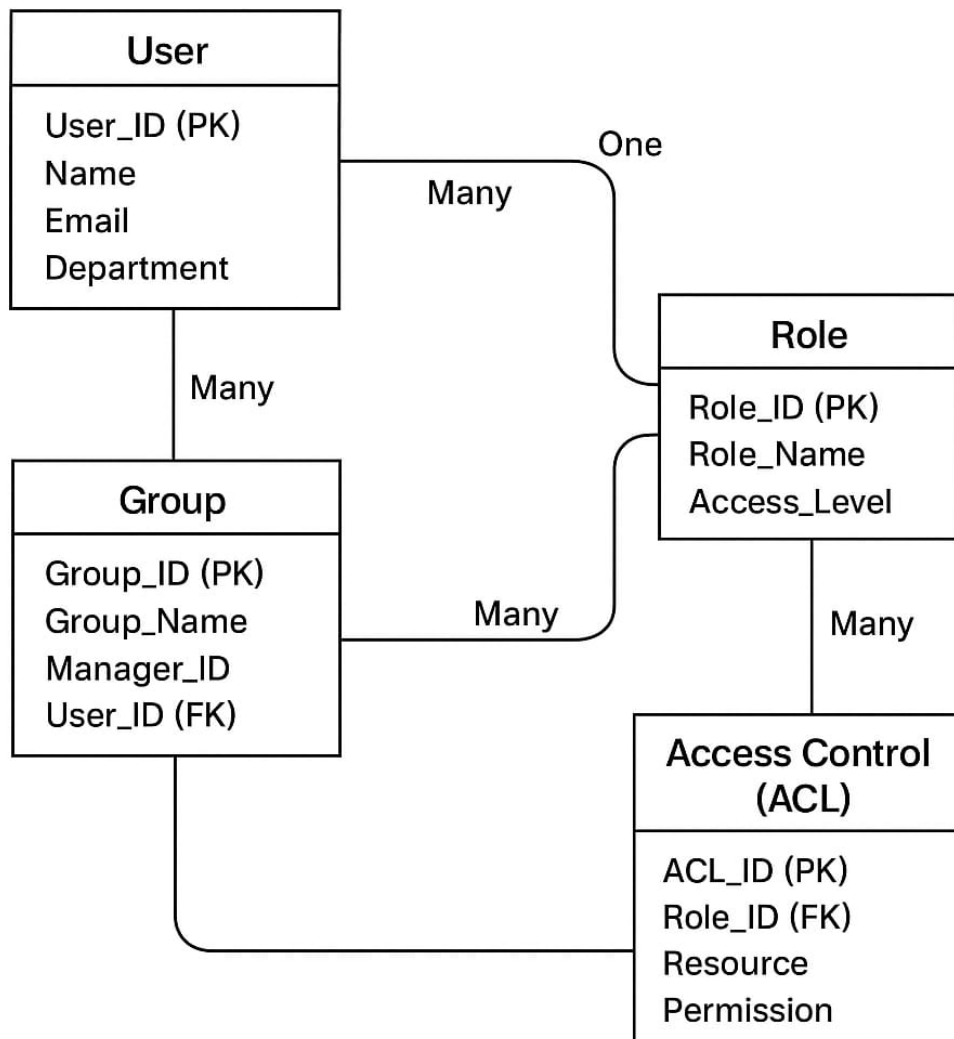 User
User_ID (PK)
Name
Email
Department
One
Many
Many
Role
Role_ID (PK)
Role_Name
Access_Level
Group
Group_ID (PK)
Group_Name
Manager_ID
User_ID (FK)
Many
Many
Access Control
(ACL)
ACL_ID (PK)
Role_ID (FK)
Resource
Permission